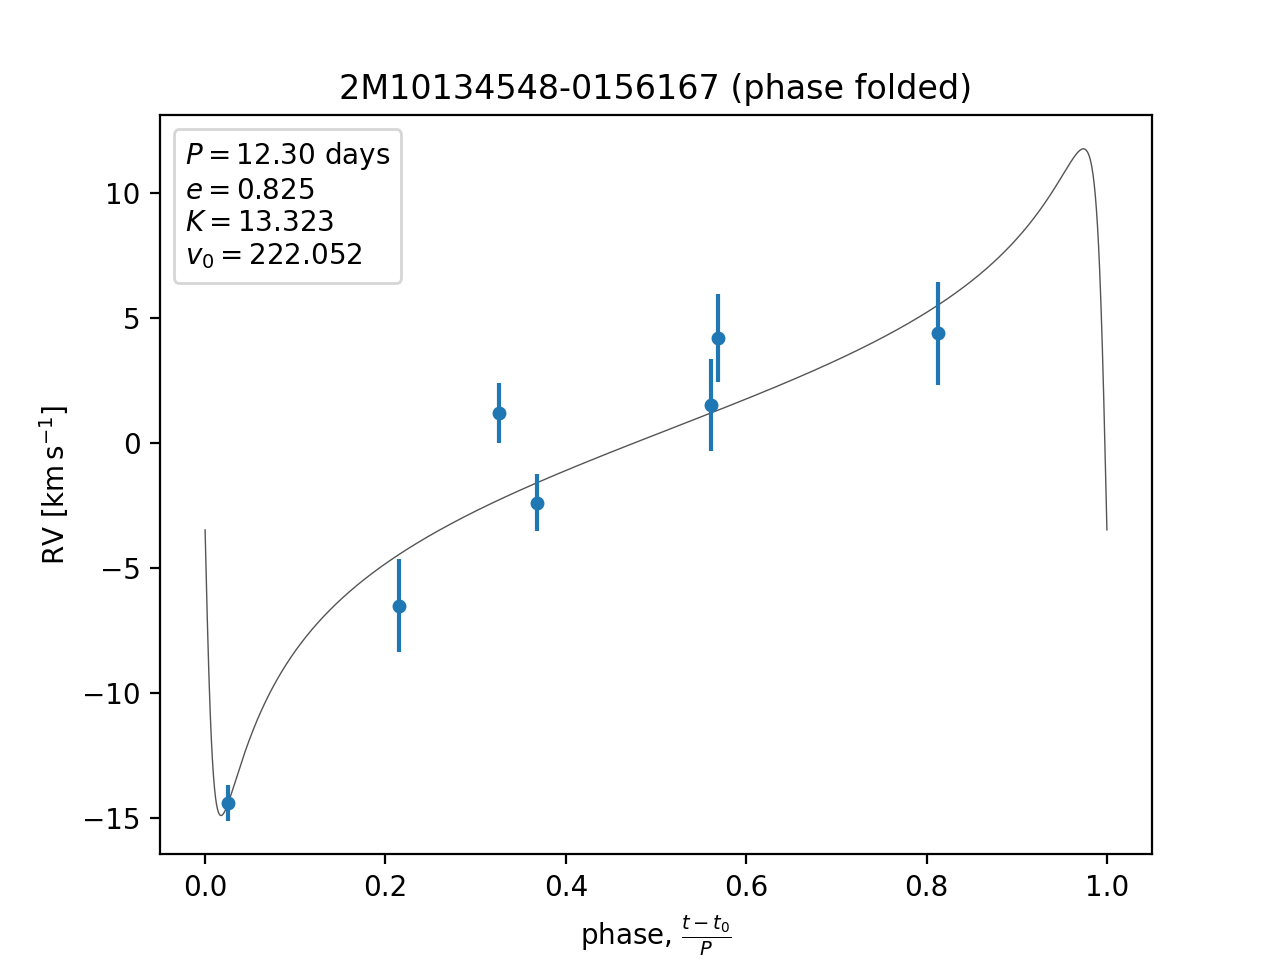 2M10134548-0156167 (phase folded)
P = 12.30 days
e = 0.825
K = 13.323
v₀ = 222.052
10
5
0
−5
−10
−15
RV [km s⁻¹]
0.0 0.2 0.4 0.6 0.8 1.0
phase, (t − t₀)/P